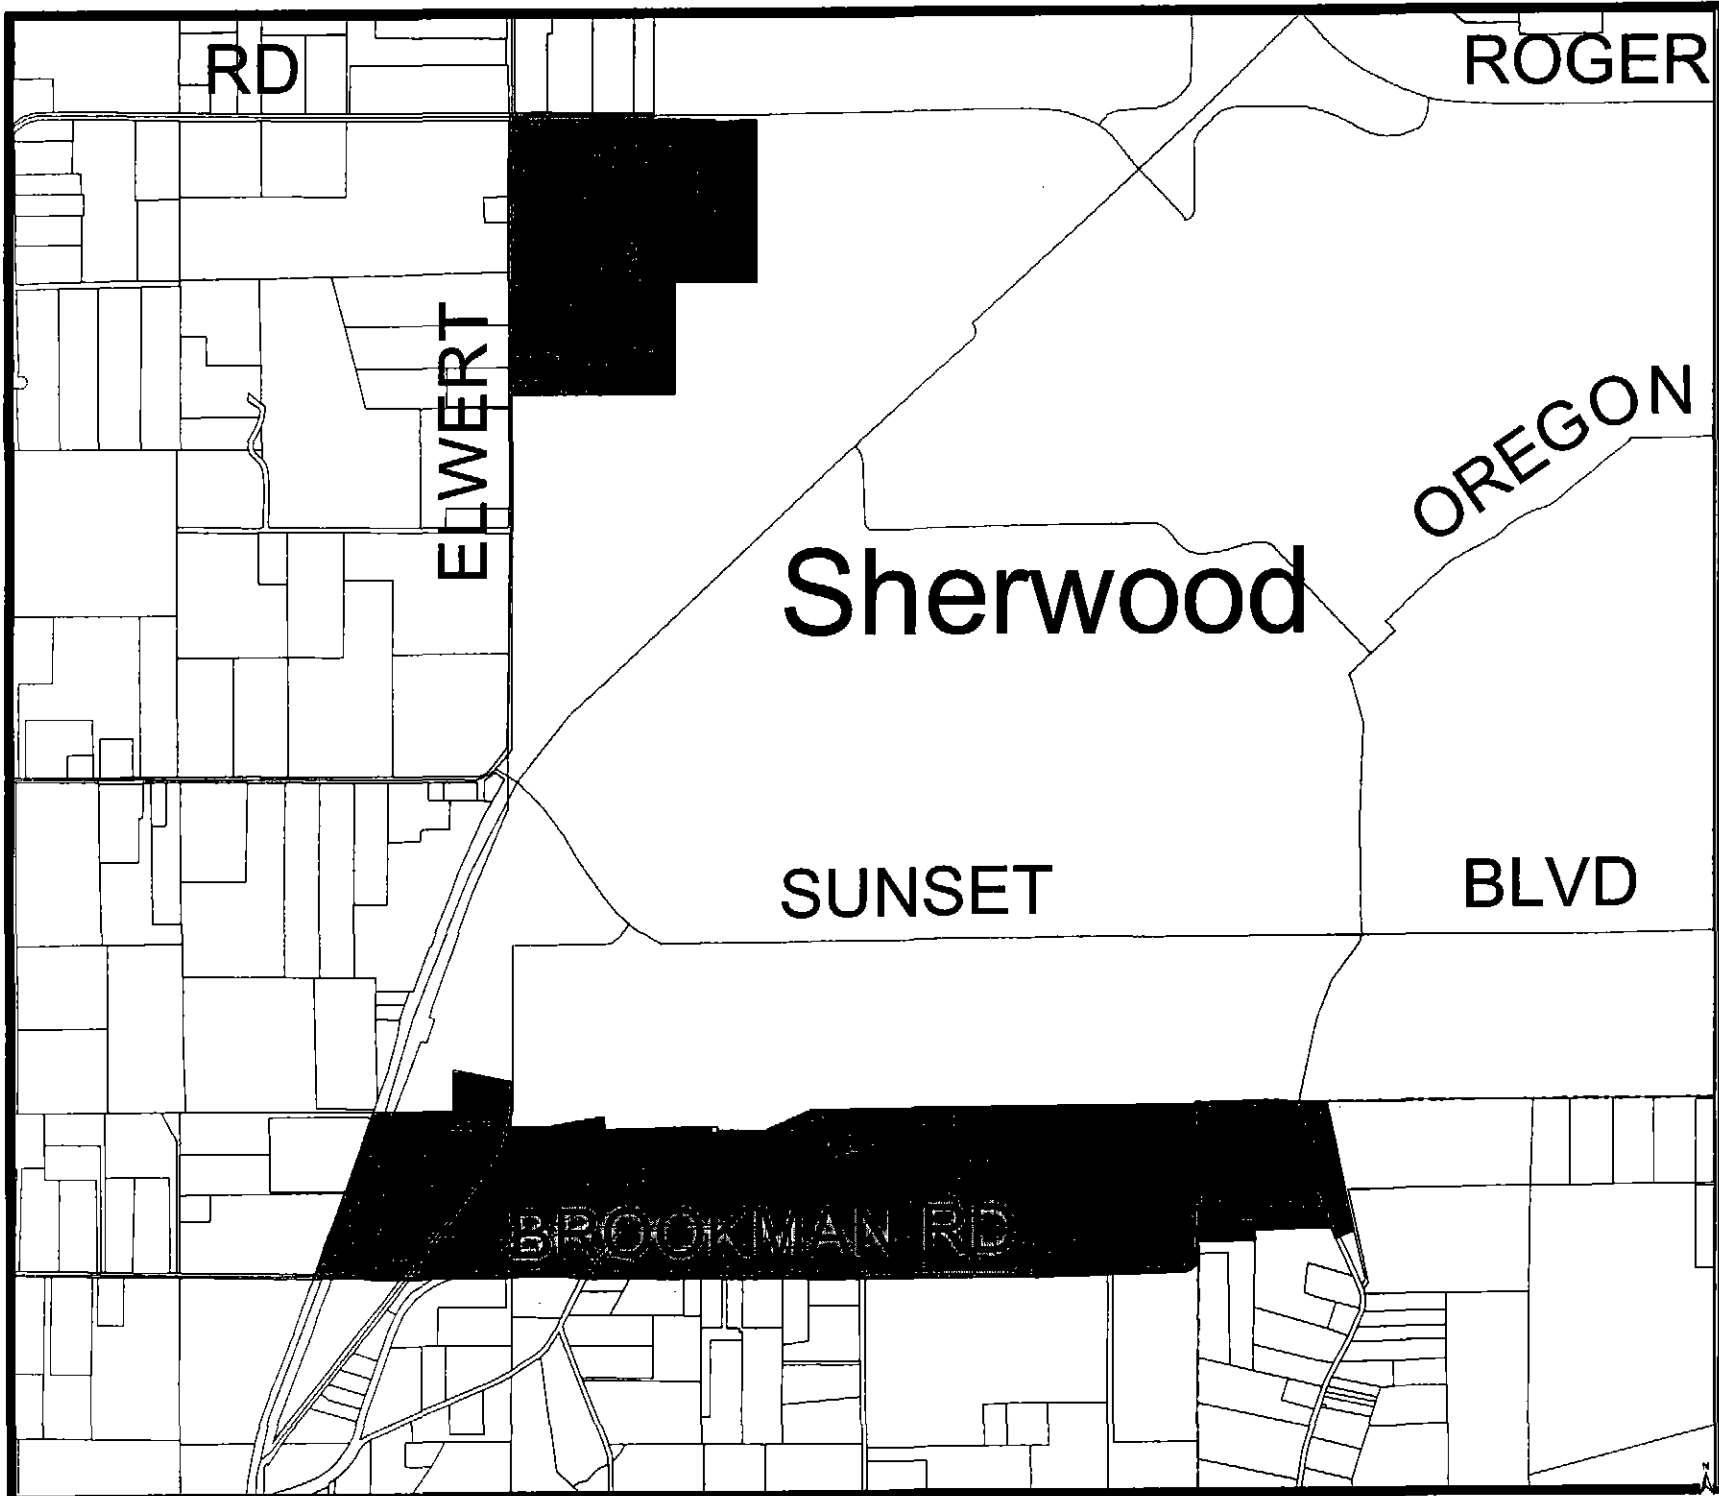 RD
ROGER
ELWERT
OREGON
Sherwood
SUNSET
BLVD
BROOKMAN RD
N